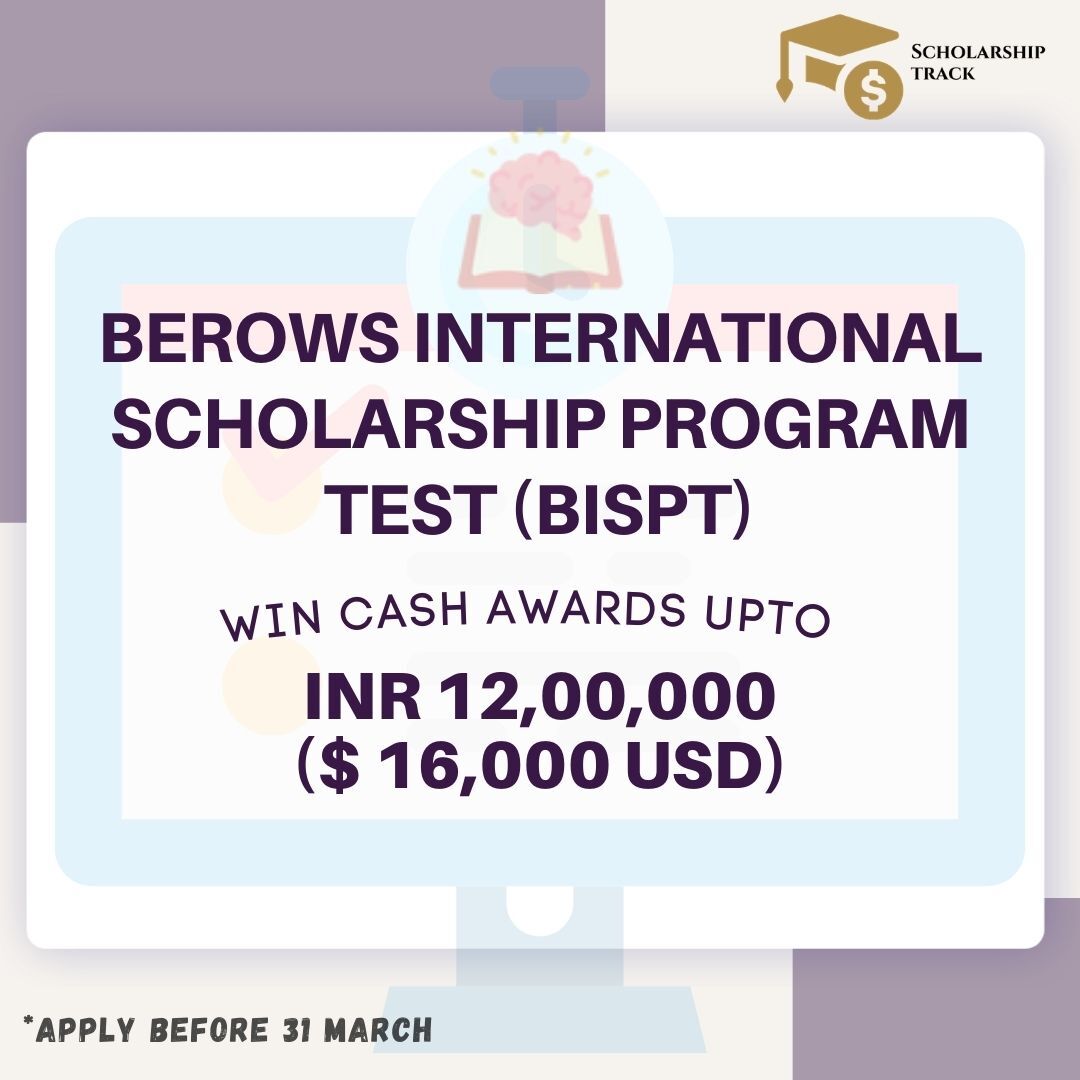 SCHOLARSHIP
TRACK
BEROWS INTERNATIONAL
SCHOLARSHIP PROGRAM
TEST (BISPT)
WIN CASH AWARDS UPTO
INR 12,00,000
($ 16,000 USD)
*APPLY BEFORE 31 MARCH